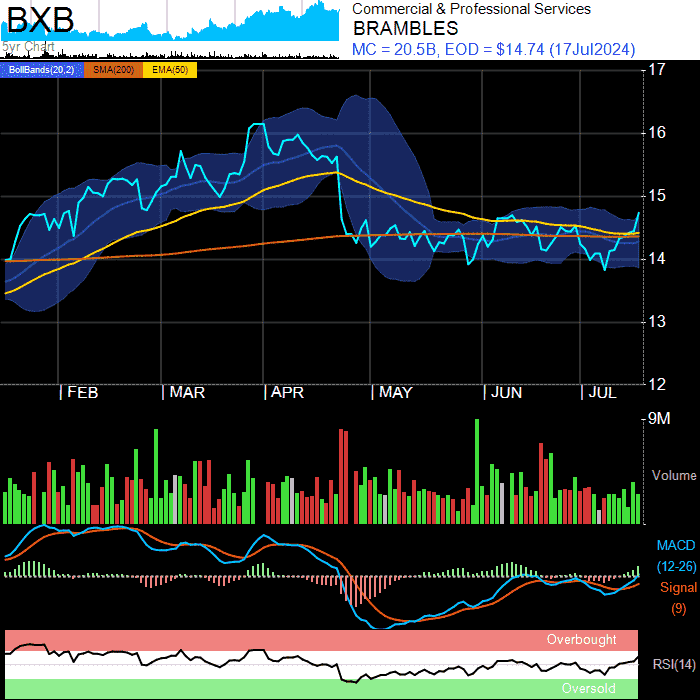 BXB
5yr Chart
Commercial & Professional Services
BRAMBLES
MC = 20.5B, EOD = $14.74 (17Jul2024)
BollBands(20,2) SMA(200) EMA(50)
17
16
15
14
13
12
FEB MAR APR MAY JUN JUL
9M
Volume
MACD
(12-26)
Signal
(9)
Overbought
RSI(14)
Oversold